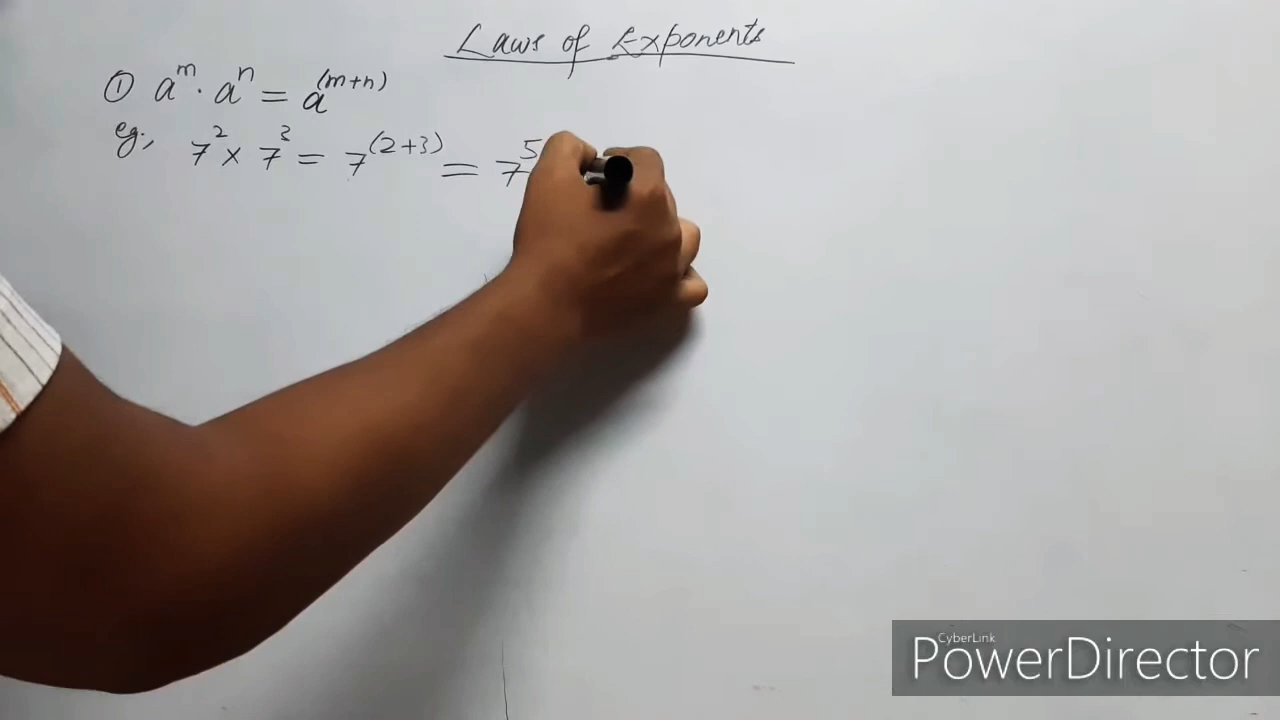 Laws of Exponents
① aᵐ · aⁿ = a⁽ᵐ⁺ⁿ⁾
eg., 7² × 7³ = 7⁽²⁺³⁾ = 7⁵
CyberLink
PowerDirector